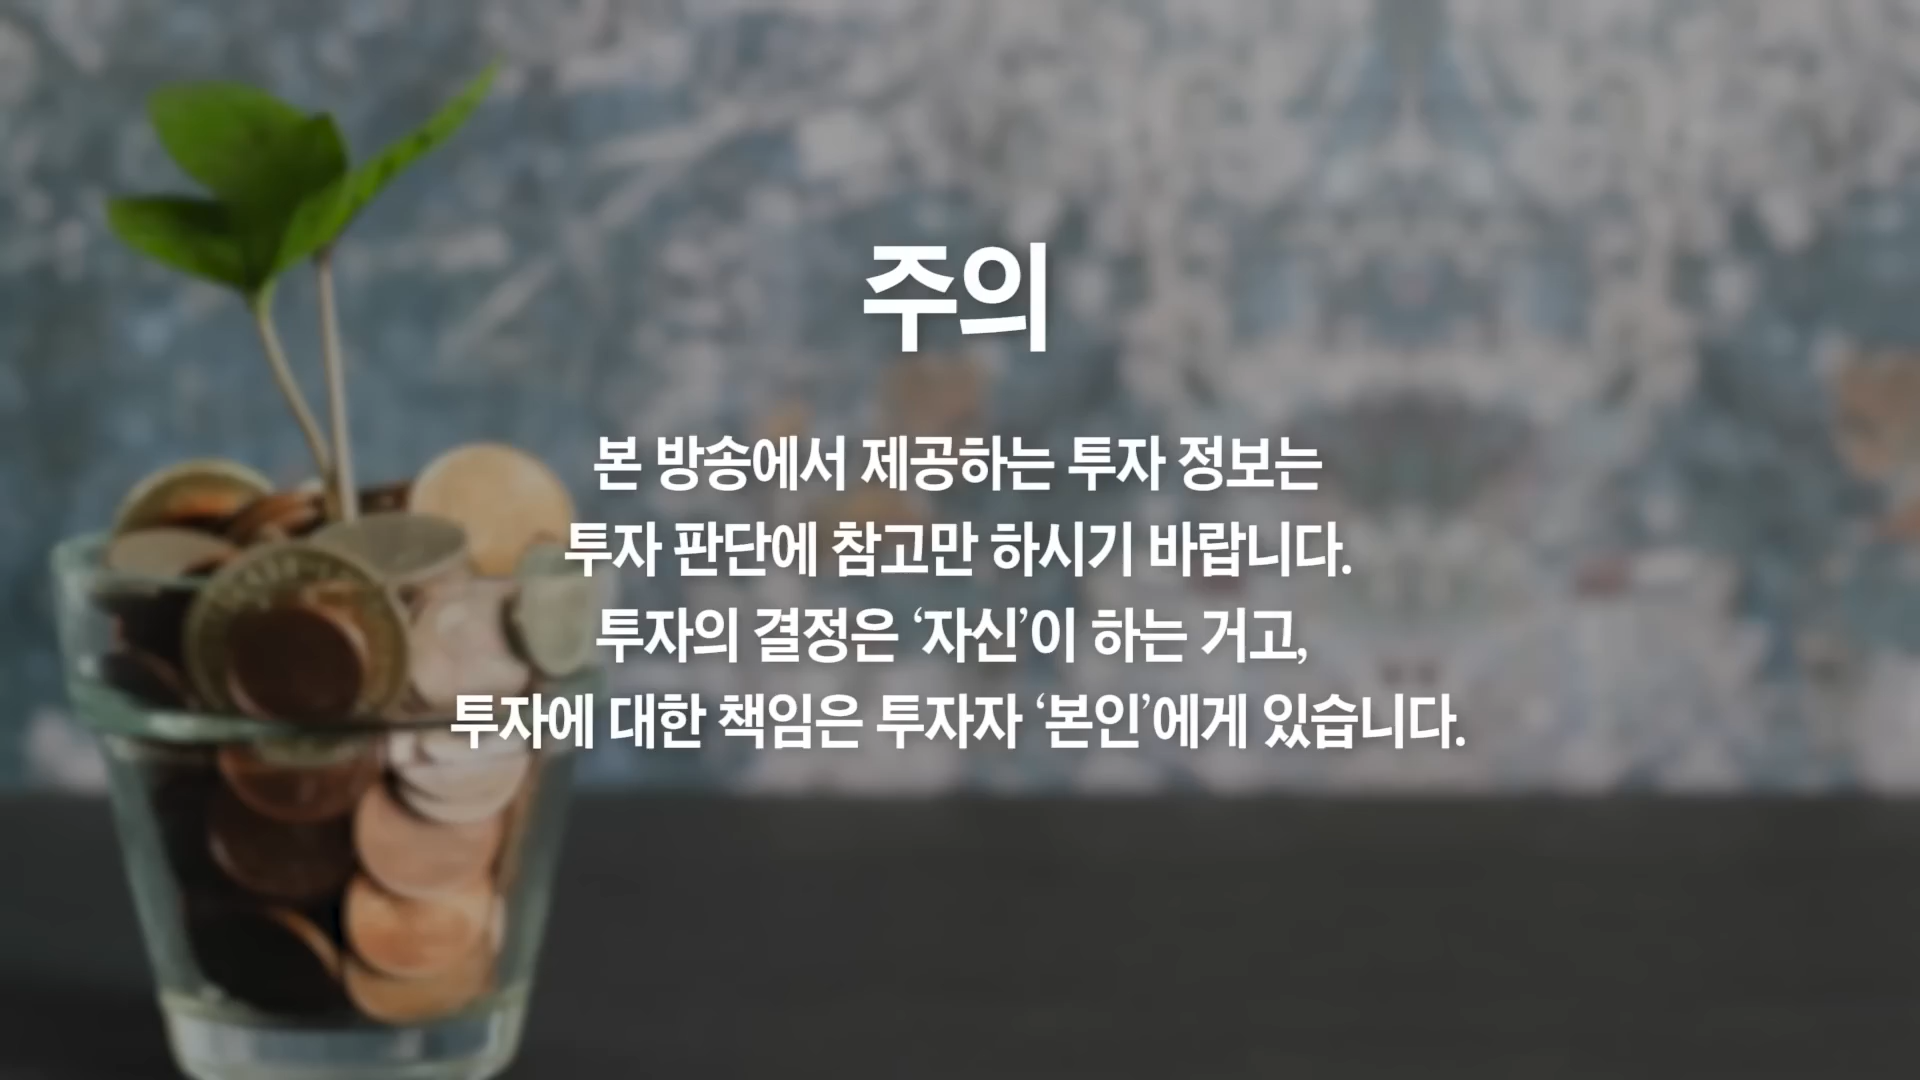 주의
본 방송에서 제공하는 투자 정보는
투자 판단에 참고만 하시기 바랍니다.
투자의 결정은 ‘자신’이 하는 거고,
투자에 대한 책임은 투자자 ‘본인’에게 있습니다.